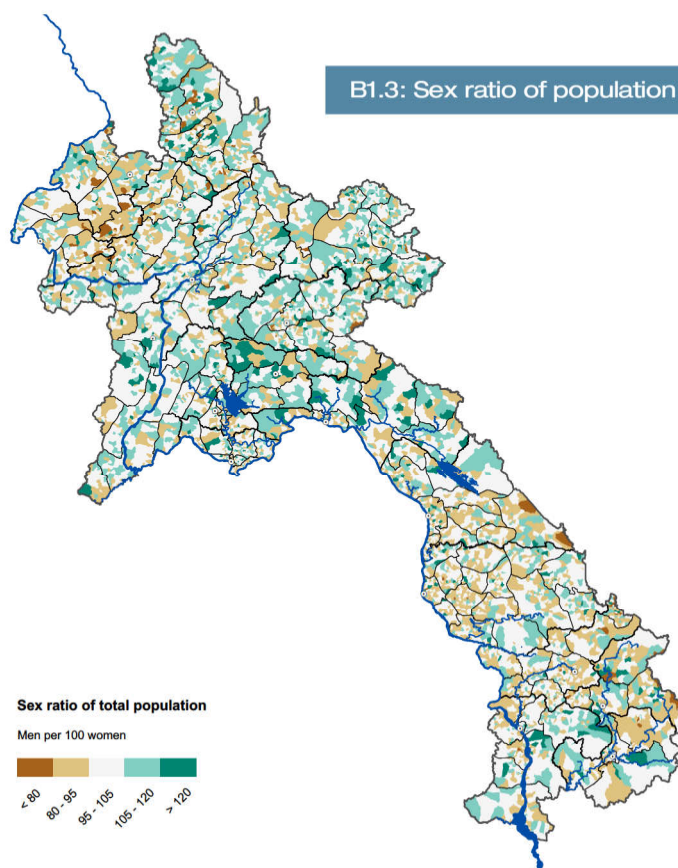 B1.3: Sex ratio of population
Sex ratio of total population
Men per 100 women
< 80
80 - 95
95 - 105
105 - 120
> 120